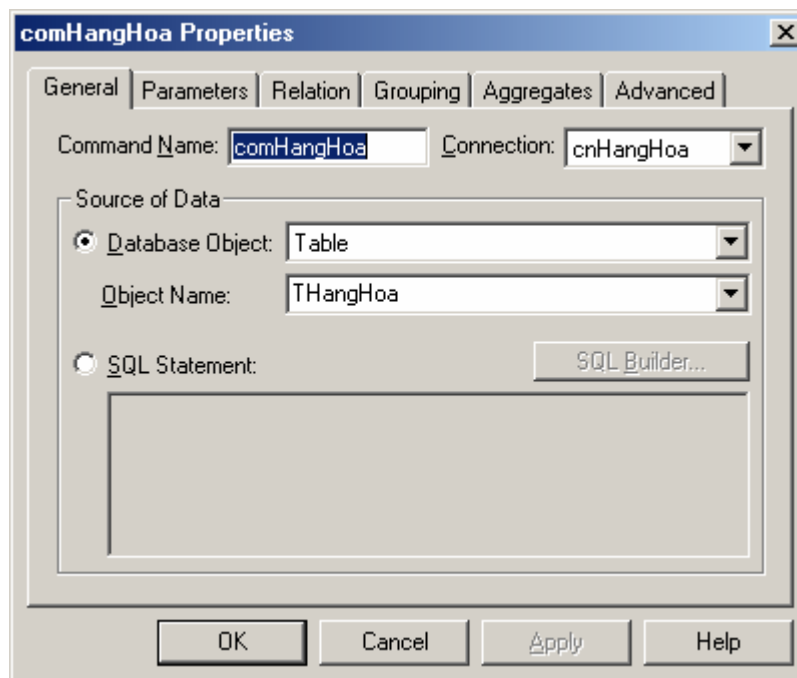 comHangHoa Properties
General Parameters Relation Grouping Aggregates Advanced
Command Name: comHangHoa Connection: cnHangHoa
Source of Data
Database Object: Table
Object Name: THangHoa
SQL Statement: SQL Builder...
OK Cancel Apply Help